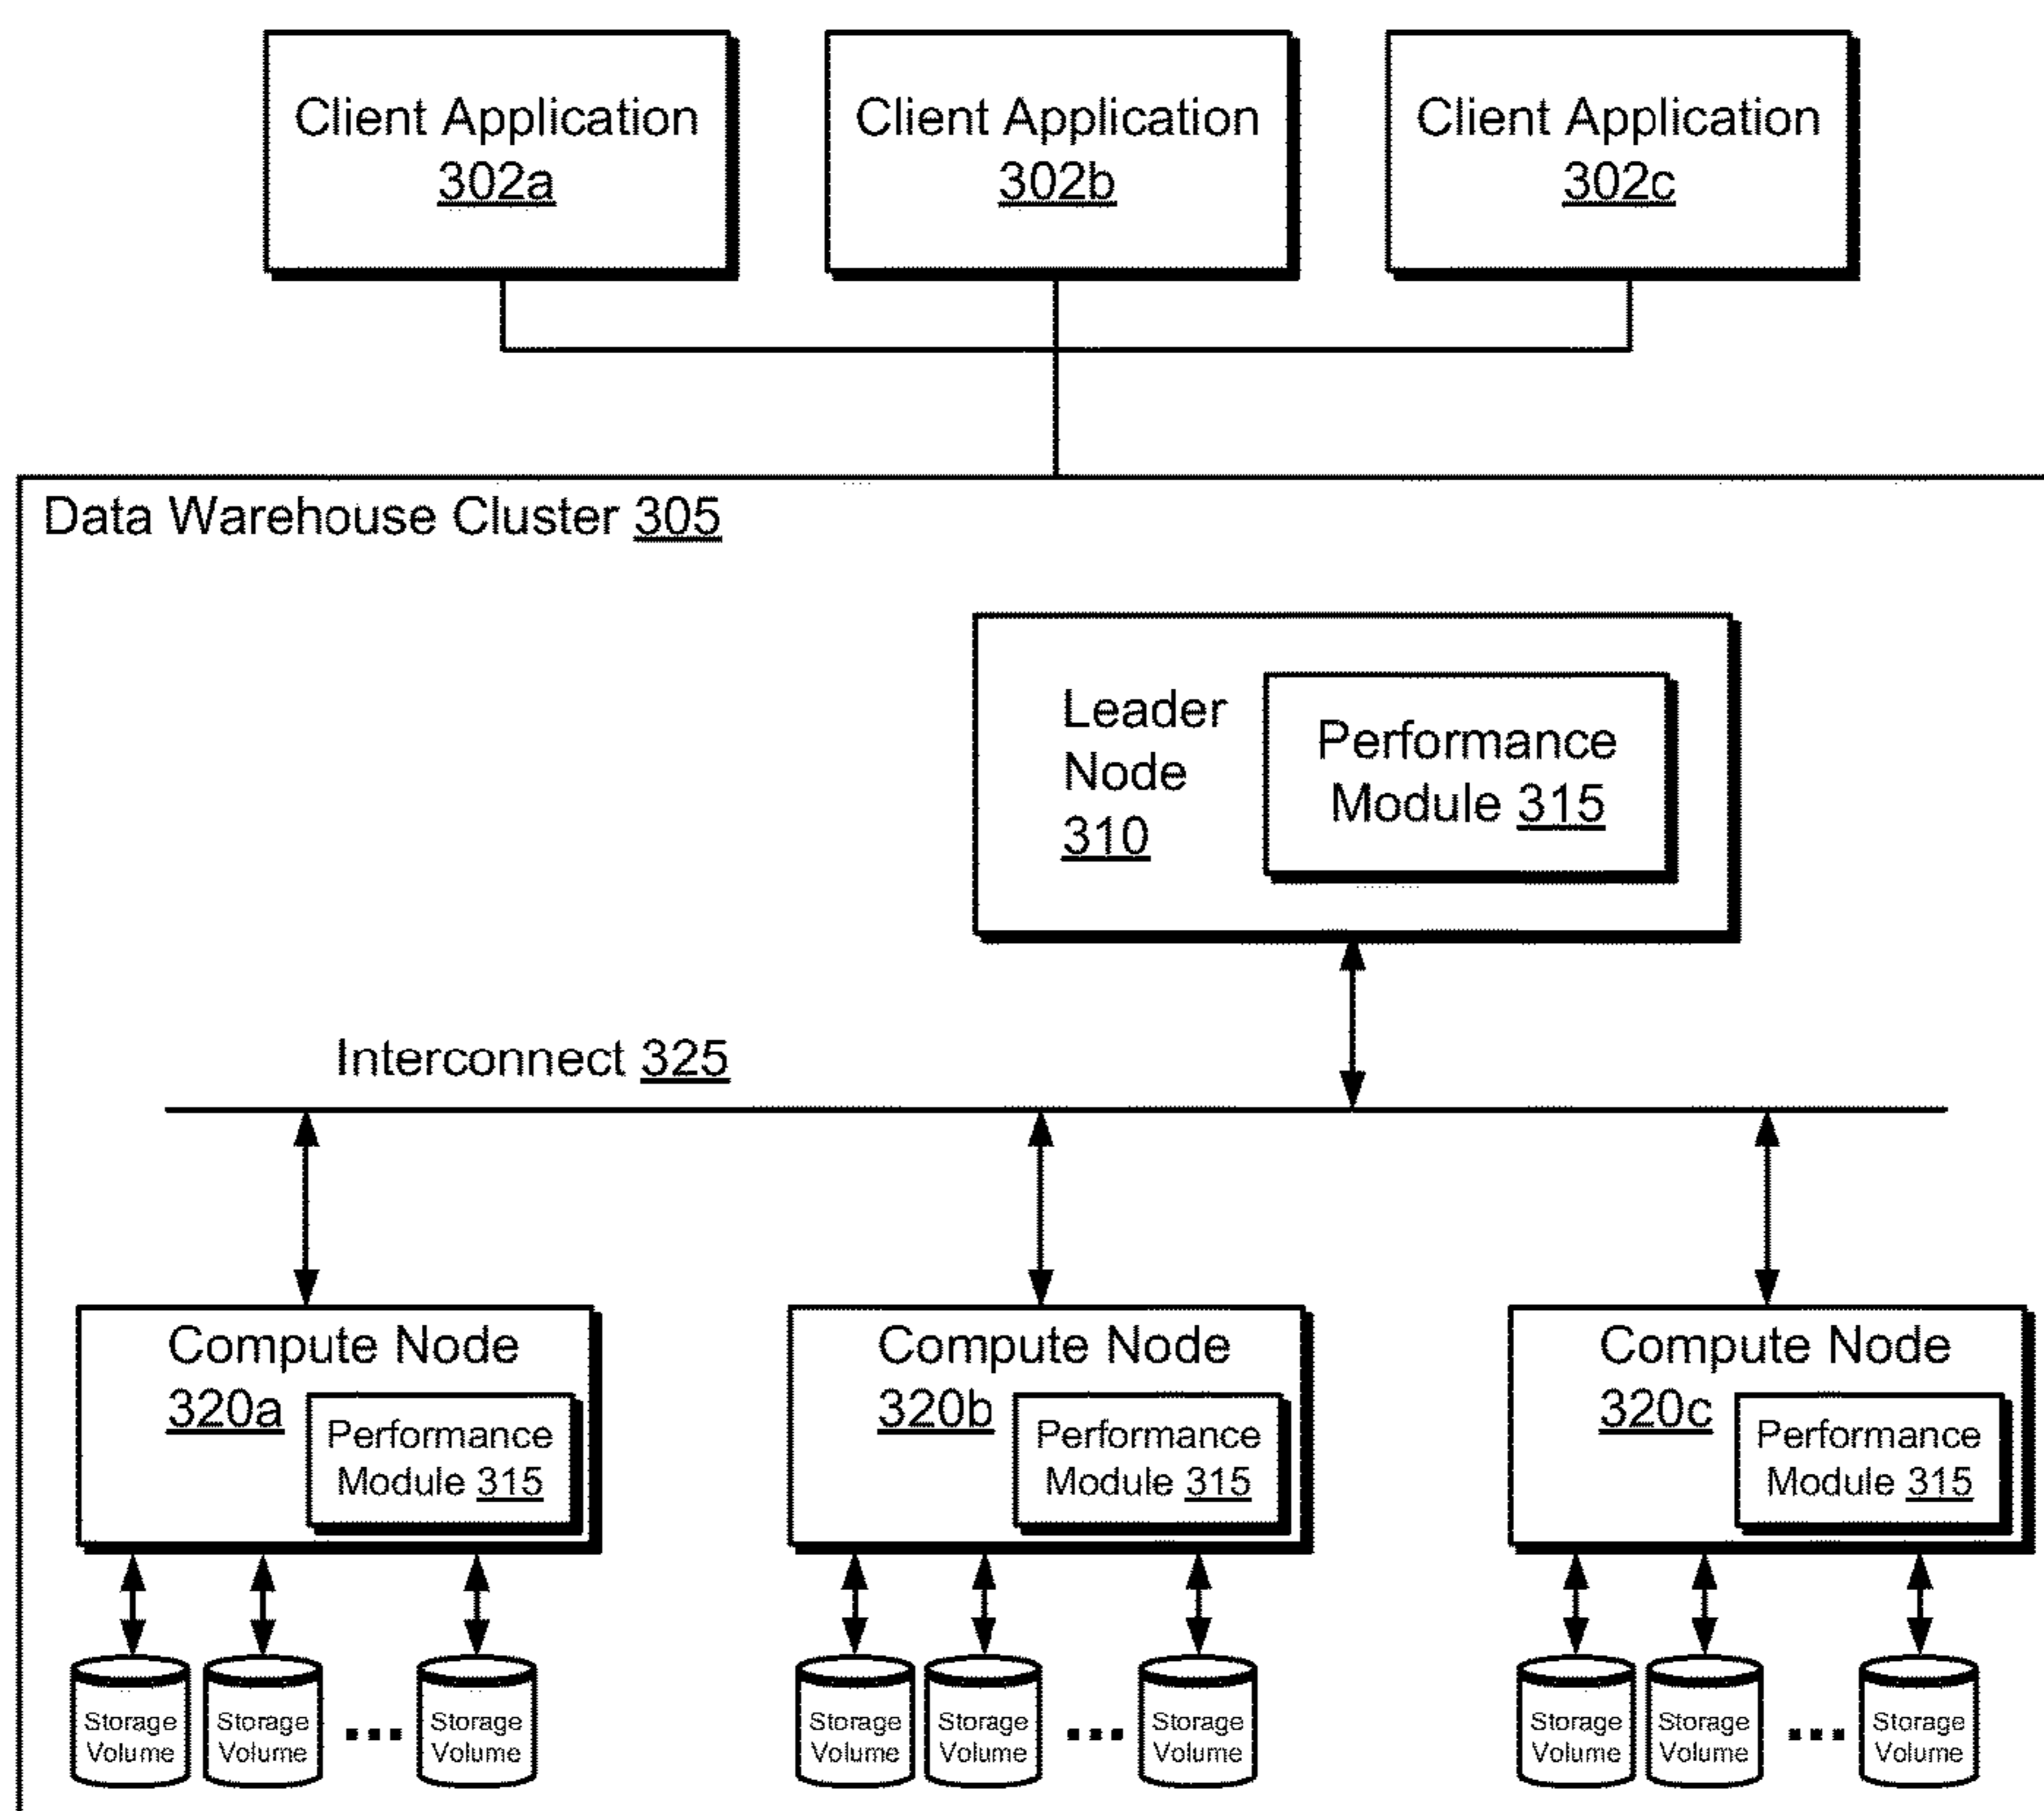 Client Application
302a
Client Application
302b
Client Application
302c
Data Warehouse Cluster 305
Leader
Node
310
Performance
Module 315
Interconnect 325
Compute Node
320a
Performance
Module 315
Compute Node
320b
Performance
Module 315
Compute Node
320c
Performance
Module 315
Storage
Volume
Storage
Volume
...
Storage
Volume
Storage
Volume
Storage
Volume
...
Storage
Volume
Storage
Volume
Storage
Volume
...
Storage
Volume